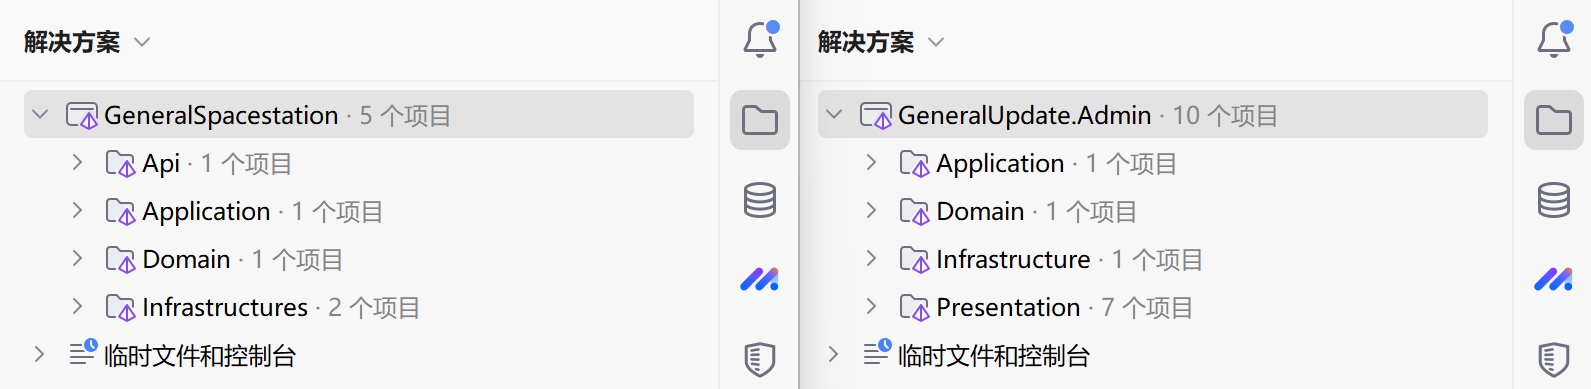 解决方案
GeneralSpacestation · 5 个项目
Api · 1 个项目
Application · 1 个项目
Domain · 1 个项目
Infrastructures · 2 个项目
临时文件和控制台
解决方案
GeneralUpdate.Admin · 10 个项目
Application · 1 个项目
Domain · 1 个项目
Infrastructure · 1 个项目
Presentation · 7 个项目
临时文件和控制台